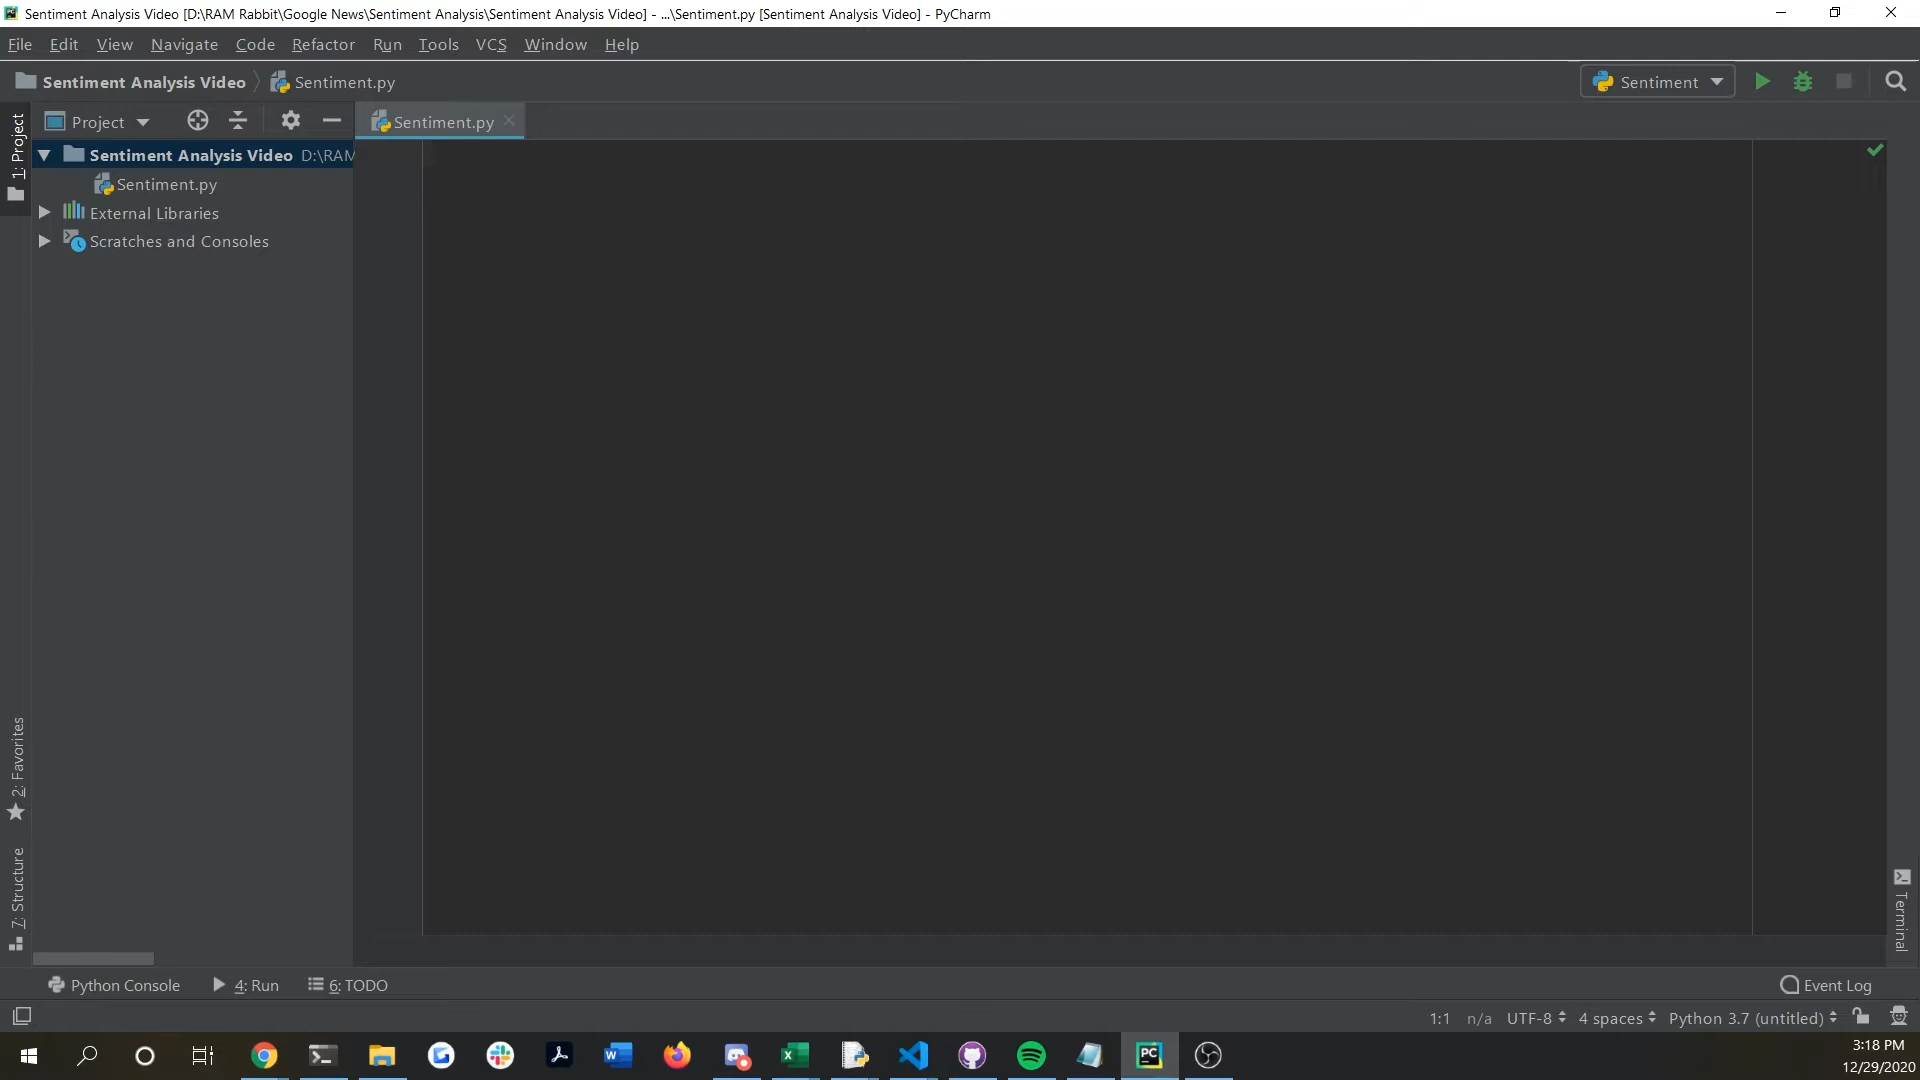 Sentiment Analysis Video [D:\RAM Rabbit\Google News\Sentiment Analysis\Sentiment Analysis Video] - ...\Sentiment.py [Sentiment Analysis Video] - PyCharm
File Edit View Navigate Code Refactor Run Tools VCS Window Help
Sentiment Analysis Video Sentiment.py
Sentiment
1: Project
Project
Sentiment.py
Sentiment Analysis Video D:\RAM
Sentiment.py
External Libraries
Scratches and Consoles
2: Favorites
7: Structure
Terminal
Python Console 4: Run 6: TODO
Event Log
1:1 n/a UTF-8 4 spaces Python 3.7 (untitled)
PC
3:18 PM
12/29/2020